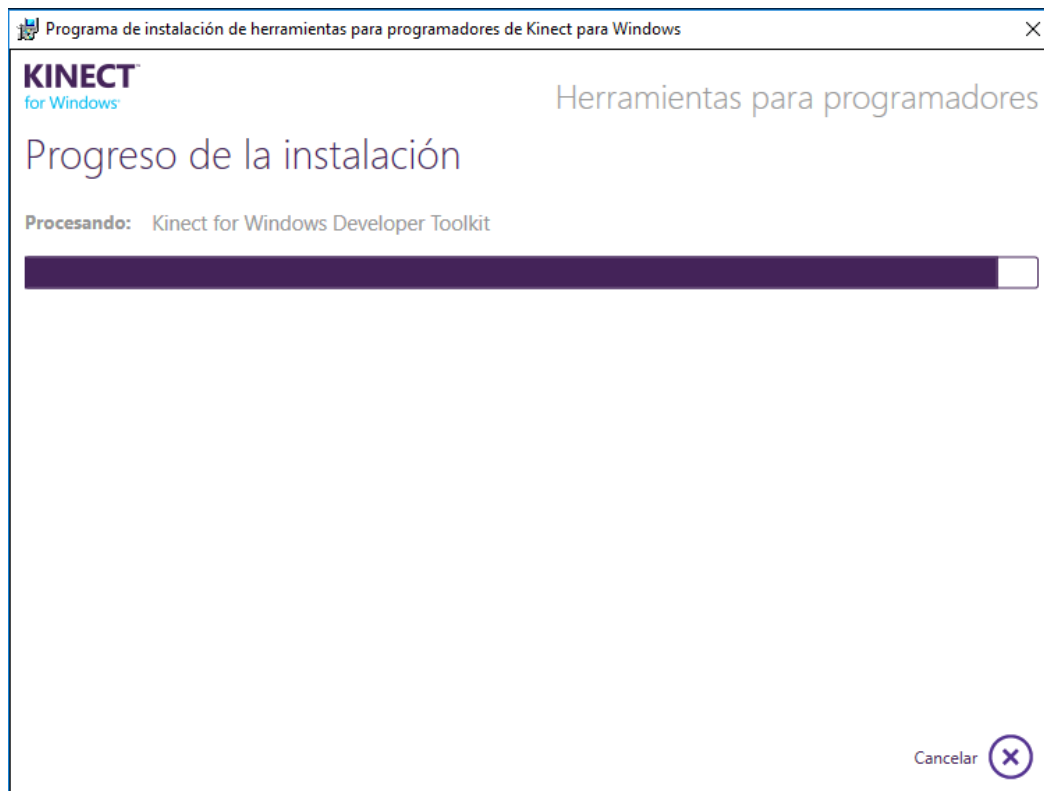 Programa de instalación de herramientas para programadores de Kinect para Windows
KINECT™
for Windows®
Herramientas para programadores
Progreso de la instalación
Procesando: Kinect for Windows Developer Toolkit
Cancelar